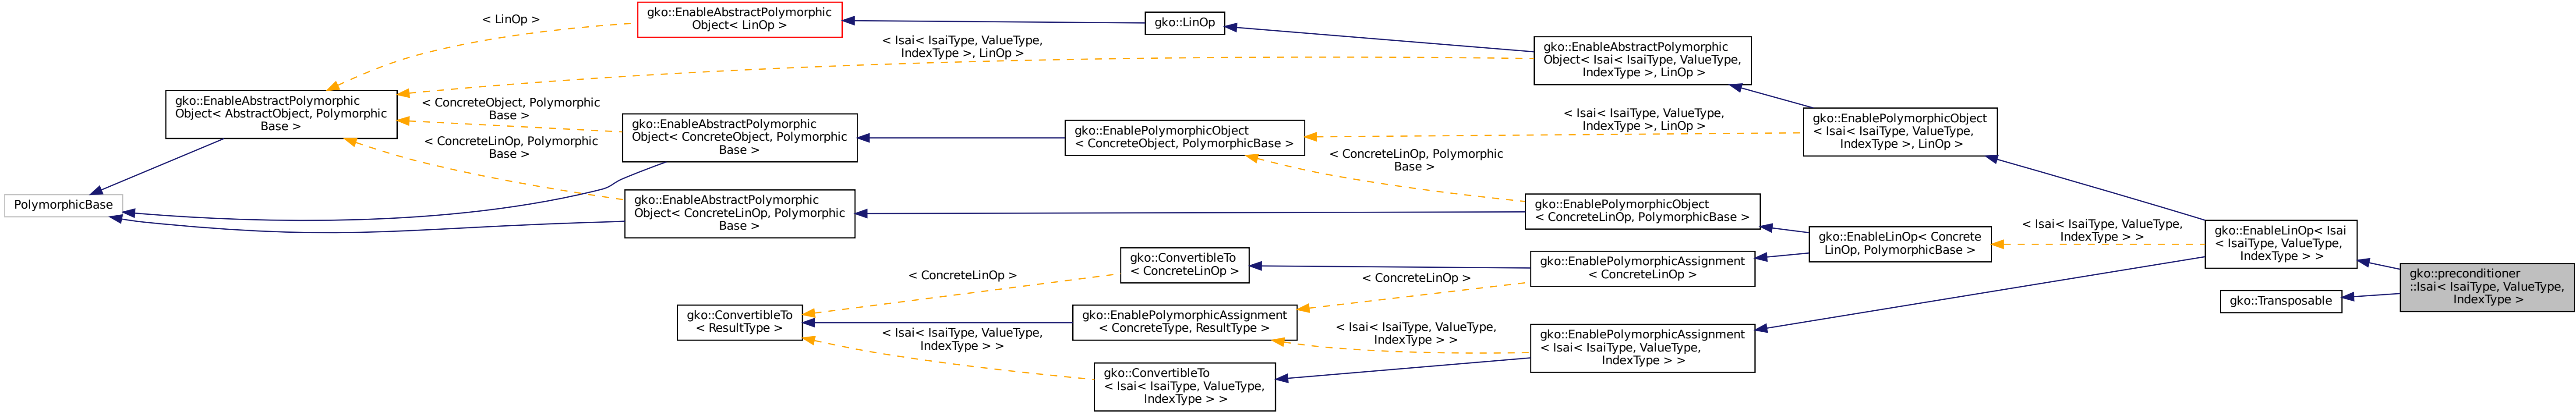 PolymorphicBase
gko::EnableAbstractPolymorphic
Object< AbstractObject, Polymorphic
Base >
< LinOp >
< ConcreteObject, Polymorphic
Base >
< ConcreteLinOp, Polymorphic
Base >
gko::EnableAbstractPolymorphic
Object< LinOp >
gko::EnableAbstractPolymorphic
Object< ConcreteObject, Polymorphic
Base >
gko::EnableAbstractPolymorphic
Object< ConcreteLinOp, Polymorphic
Base >
gko::ConvertibleTo
< ResultType >
< Isai< IsaiType, ValueType,
IndexType >, LinOp >
< ConcreteLinOp >
< Isai< IsaiType, ValueType,
IndexType > >
gko::LinOp
gko::EnablePolymorphicObject
< ConcreteObject, PolymorphicBase >
gko::ConvertibleTo
< ConcreteLinOp >
gko::EnablePolymorphicAssignment
< ConcreteType, ResultType >
gko::ConvertibleTo
< Isai< IsaiType, ValueType,
IndexType > >
< ConcreteLinOp, Polymorphic
Base >
< ConcreteLinOp >
< Isai< IsaiType, ValueType,
IndexType > >
gko::EnableAbstractPolymorphic
Object< Isai< IsaiType, ValueType,
IndexType >, LinOp >
< Isai< IsaiType, ValueType,
IndexType >, LinOp >
gko::EnablePolymorphicObject
< ConcreteLinOp, PolymorphicBase >
gko::EnablePolymorphicAssignment
< ConcreteLinOp >
gko::EnablePolymorphicAssignment
< Isai< IsaiType, ValueType,
IndexType > >
gko::EnablePolymorphicObject
< Isai< IsaiType, ValueType,
IndexType >, LinOp >
gko::EnableLinOp< Concrete
LinOp, PolymorphicBase >
< Isai< IsaiType, ValueType,
IndexType > >
gko::EnableLinOp< Isai
< IsaiType, ValueType,
IndexType > >
gko::Transposable
gko::preconditioner
::Isai< IsaiType, ValueType,
IndexType >